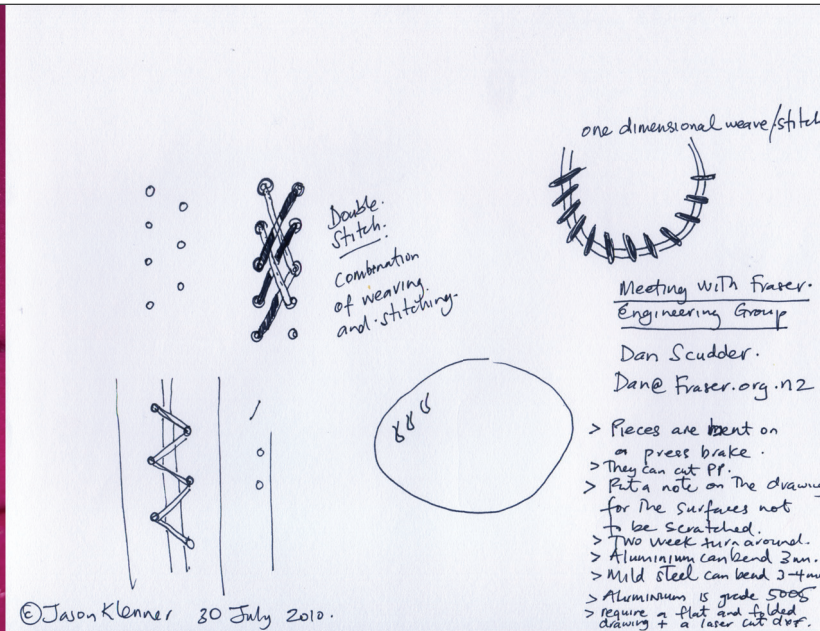 one dimensional weave/stitch
Double.
Stitch.
Combination
of weaving.
and stitching.
Meeting with Fraser.
Engineering Group
Dan Scudder.
Dan@Fraser.org.nz
> Pieces are bent on
a press brake.
> They can cut PP.
> Put a note on The drawing
for The Surfaces not
to be scratched.
> Two week turn around.
> Aluminium can bend 3mm.
> Mild steel can bend 3-4mm
> Aluminium is grade 5005
> require a flat and folded
drawing + a laser cut dxf.
© Jason Klenner 30 July 2010.